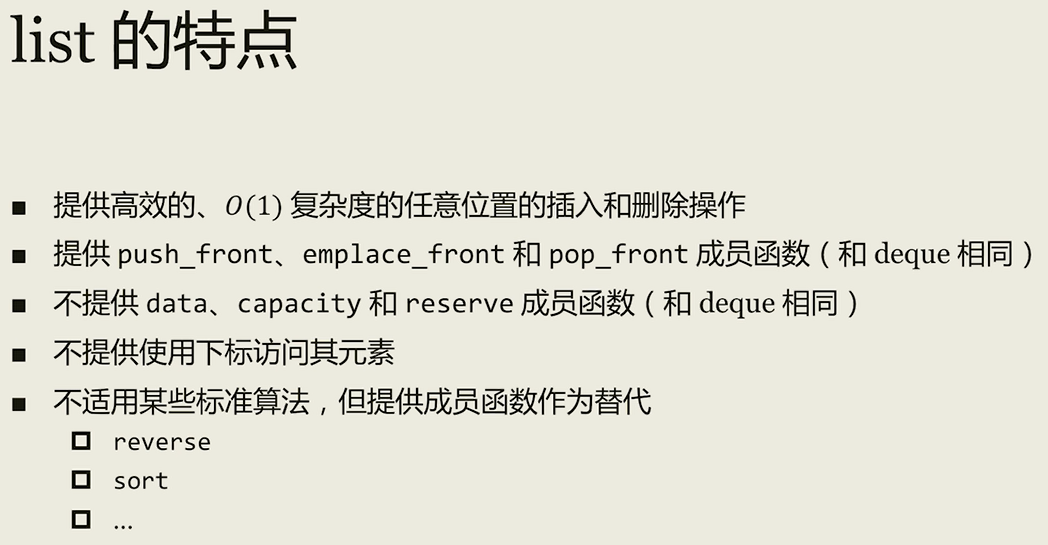 list 的特点
■ 提供高效的、O(1) 复杂度的任意位置的插入和删除操作
■ 提供 push_front、emplace_front 和 pop_front 成员函数（和 deque 相同）
■ 不提供 data、capacity 和 reserve 成员函数（和 deque 相同）
■ 不提供使用下标访问其元素
■ 不适用某些标准算法，但提供成员函数作为替代
□ reverse
□ sort
□ ...